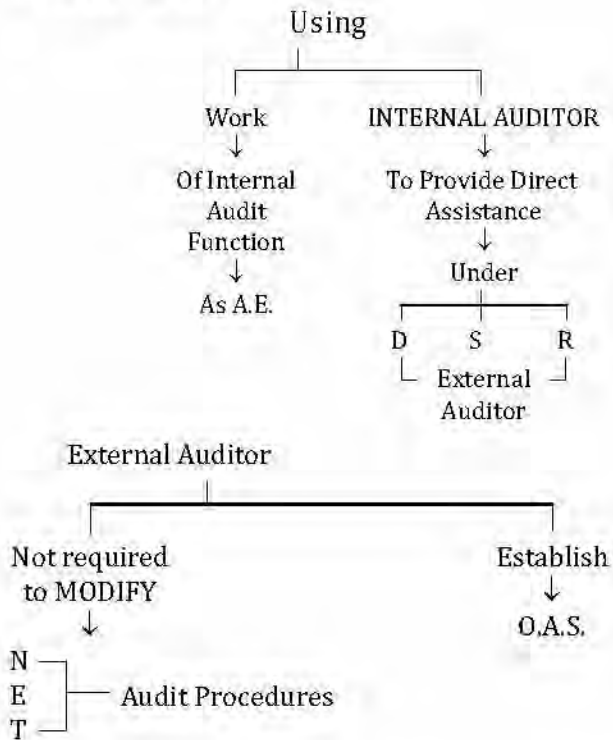 Using
Work
Of Internal
Audit
Function
As A.E.
INTERNAL AUDITOR
To Provide Direct
Assistance
Under
D S R
External
Auditor
External Auditor
Not required
to MODIFY
N
E
T
Audit Procedures
Establish
O.A.S.